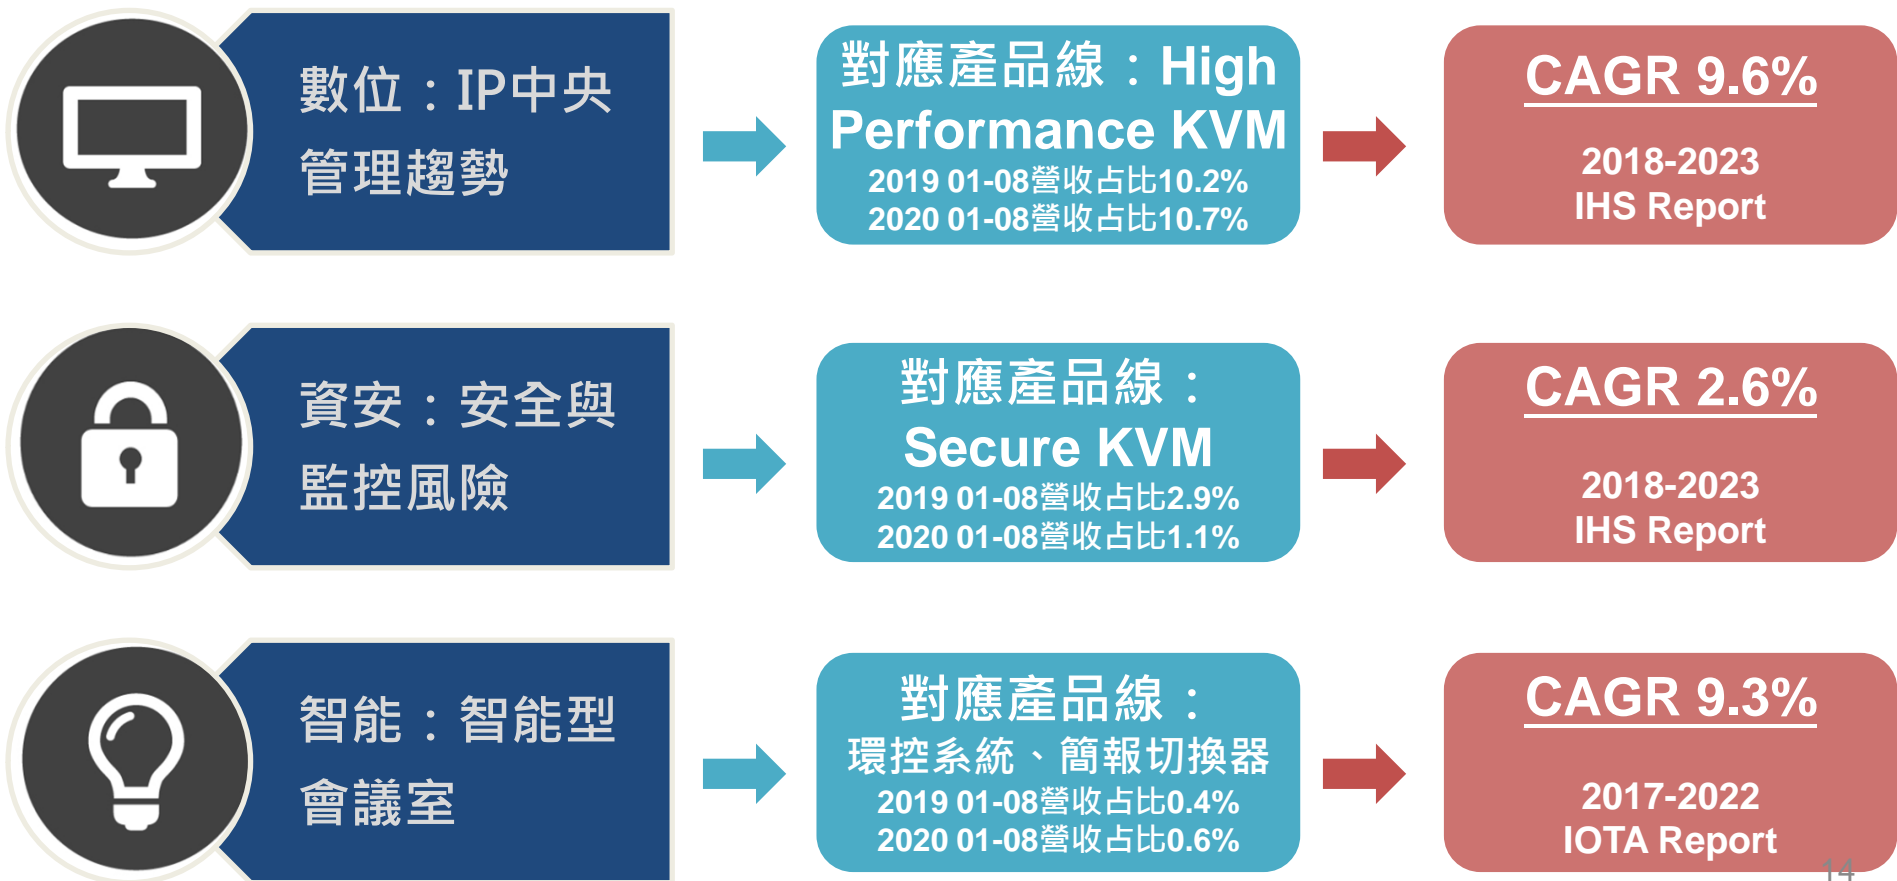 數位：IP中央
管理趨勢
對應產品線：High
Performance KVM
2019 01-08營收占比10.2%
2020 01-08營收占比10.7%
CAGR 9.6%
2018-2023
IHS Report
資安：安全與
監控風險
對應產品線：
Secure KVM
2019 01-08營收占比2.9%
2020 01-08營收占比1.1%
CAGR 2.6%
2018-2023
IHS Report
智能：智能型
會議室
對應產品線：
環控系統、簡報切換器
2019 01-08營收占比0.4%
2020 01-08營收占比0.6%
CAGR 9.3%
2017-2022
IOTA Report
14